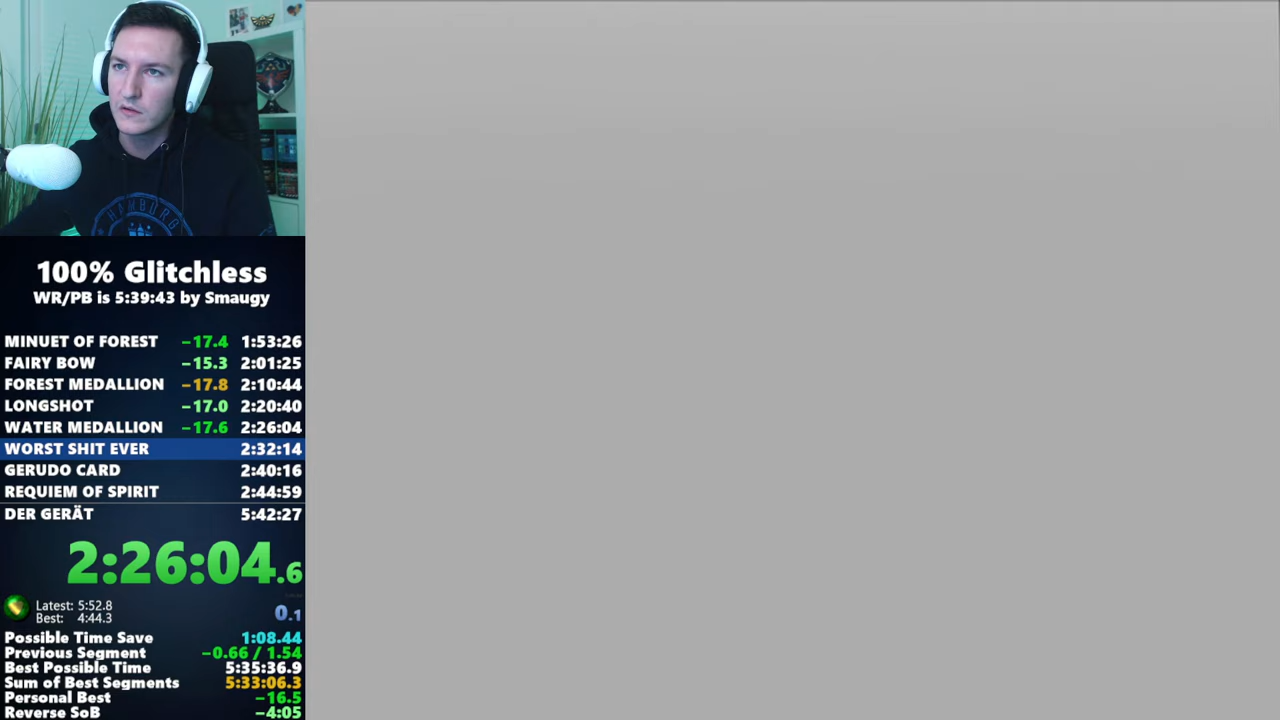 HAMBURG
100% Glitchless
WR/PB is 5:39:43 by Smaugy
MINUET OF FOREST −17.4 1:53:26
FAIRY BOW −15.3 2:01:25
FOREST MEDALLION −17.8 2:10:44
LONGSHOT −17.0 2:20:40
WATER MEDALLION −17.6 2:26:04
WORST SHIT EVER 2:32:14
GERUDO CARD 2:40:16
REQUIEM OF SPIRIT 2:44:59
DER GERÄT 5:42:27
2:26:04.6
Latest: 5:52.8
Best: 4:44.3
0.1
Possible Time Save 1:08.44
Previous Segment −0.66 / 1.54
Best Possible Time 5:35:36.9
Sum of Best Segments 5:33:06.3
Personal Best −16.5
Reverse SoB −4:05